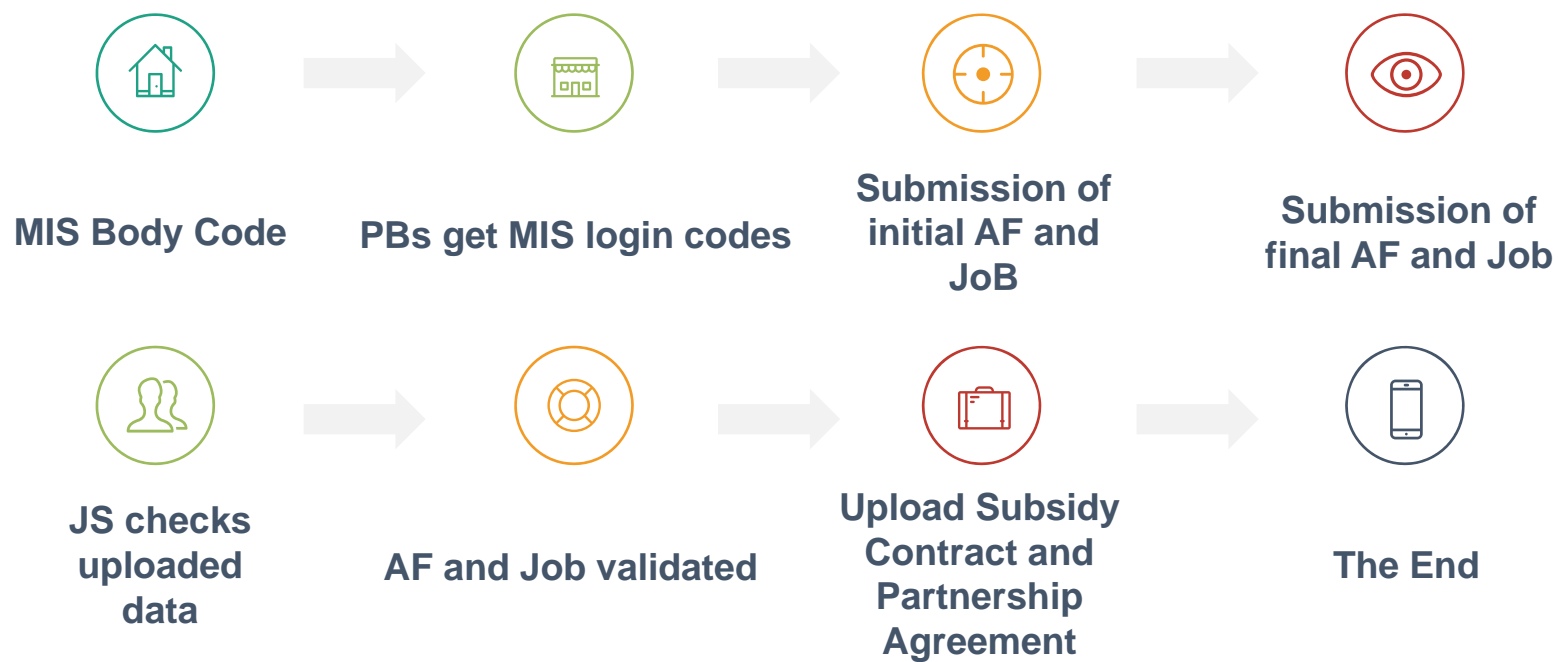 MIS Body Code
PBs get MIS login codes
Submission of
initial AF and
JoB
Submission of
final AF and Job
JS checks
uploaded
data
AF and Job validated
Upload Subsidy
Contract and
Partnership
Agreement
The End